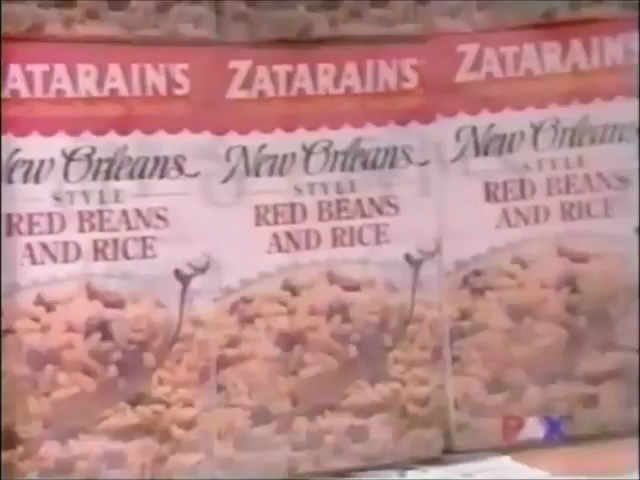 ATARAIN'S ZATARAIN'S ZATARAIN'
New Orleans New Orleans New Orleans
STYLE STYLE STYLE
RED BEANS RED BEANS RED BEANS
AND RICE AND RICE AND RICE
PAX